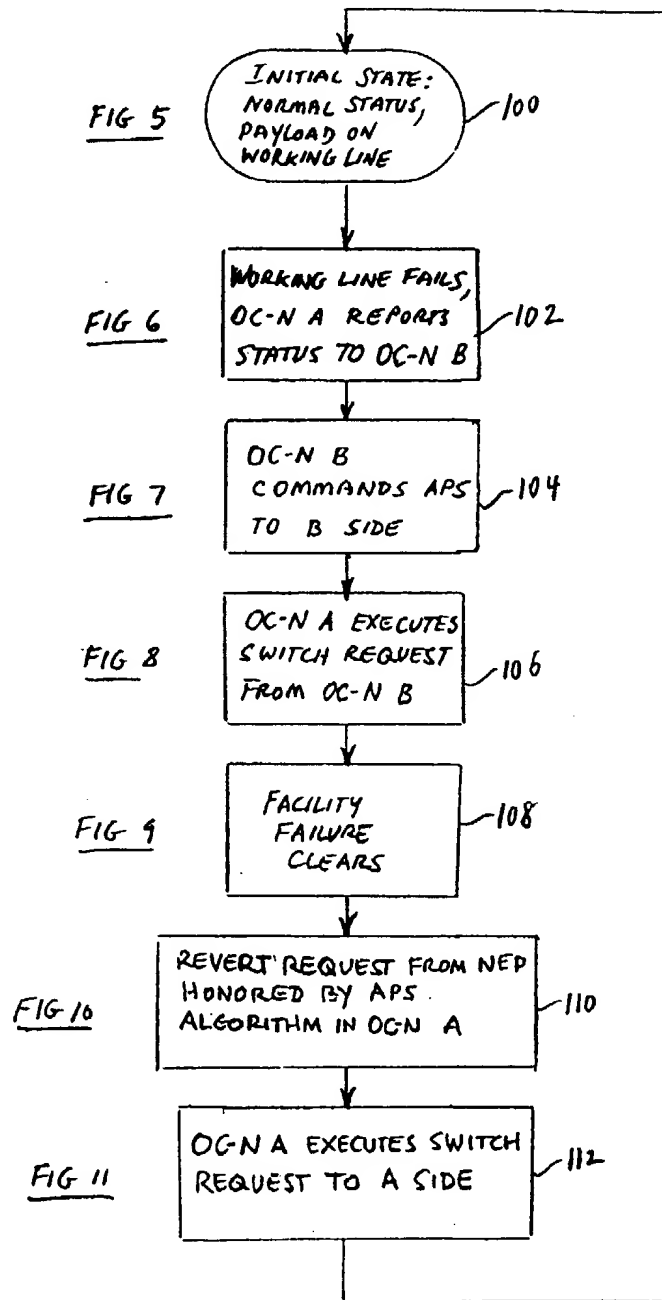 INITIAL STATE:
NORMAL STATUS,
PAYLOAD ON
WORKING LINE
100
FIG 5
WORKING LINE FAILS,
OC-N A REPORTS
STATUS TO OC-N B
102
FIG 6
OC-N B
COMMANDS APS
TO B SIDE
104
FIG 7
OC-N A EXECUTES
SWITCH REQUEST
FROM OC-N B
106
FIG 8
FACILITY
FAILURE
CLEARS
108
FIG 9
REVERT REQUEST FROM NEP
HONORED BY APS
ALGORITHM IN OC-N A
110
FIG 10
OC-N A EXECUTES SWITCH
REQUEST TO A SIDE
112
FIG 11